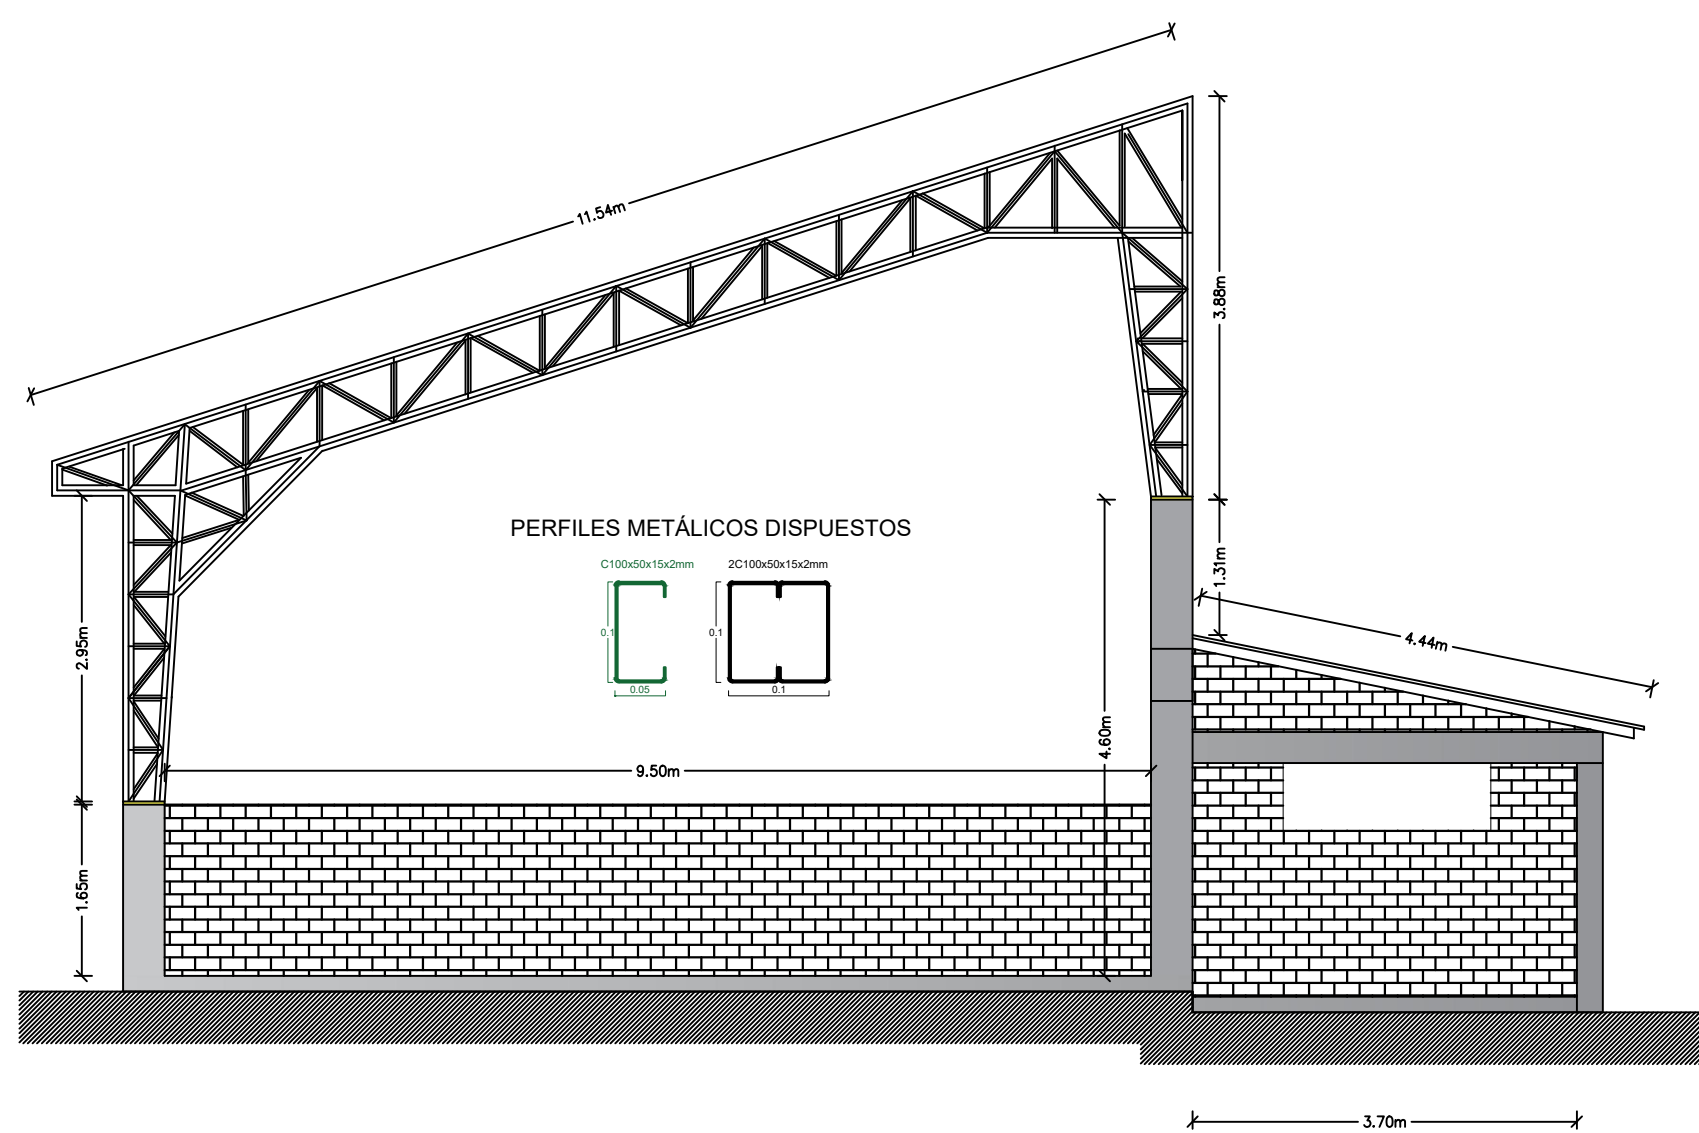 11.54m
3.88m
PERFILES METÁLICOS DISPUESTOS
C100x50x15x2mm
2C100x50x15x2mm
0.1
0.1
0.05
0.1
1.31m
4.44m
2.95m
4.60m
9.50m
1.65m
3.70m